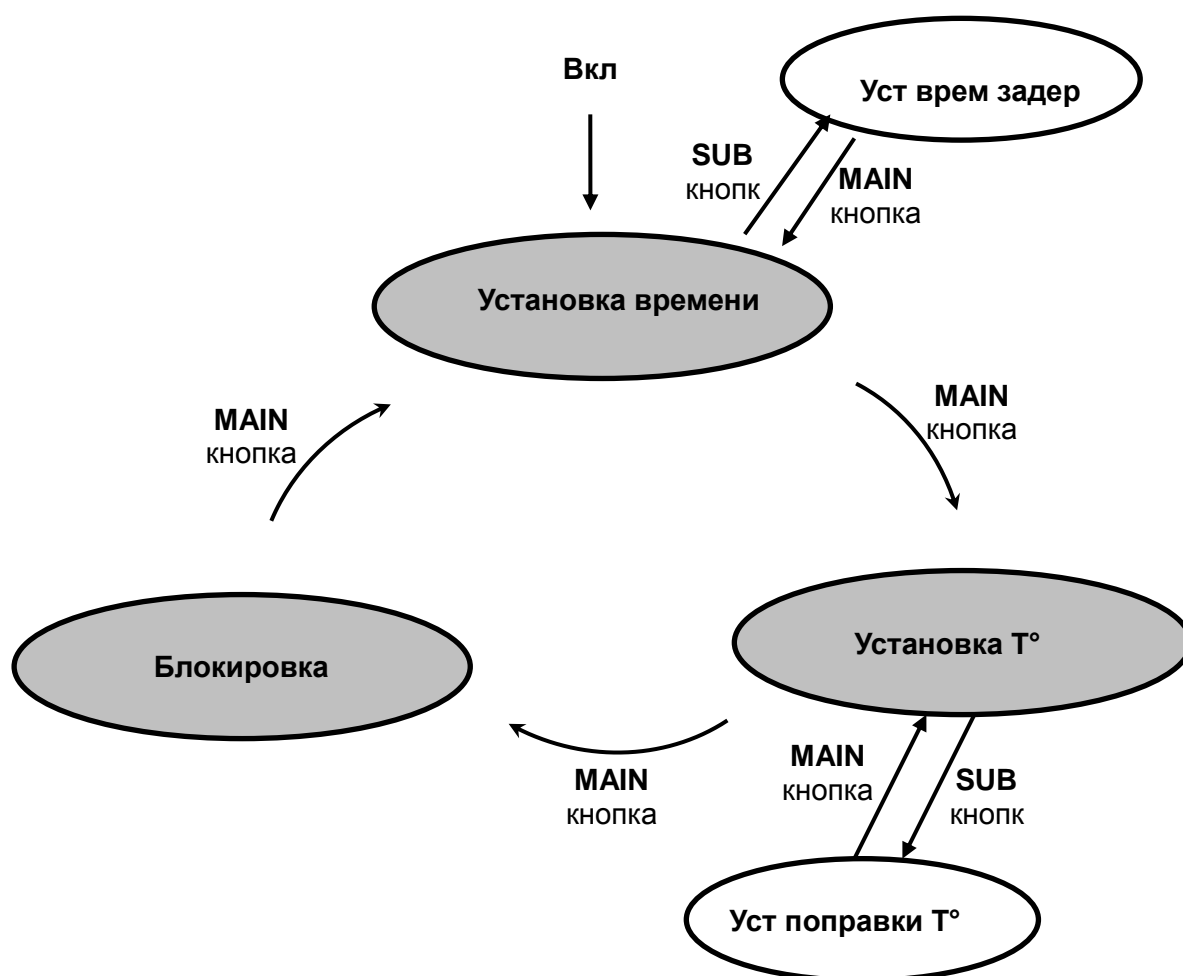 Вкл
Уст врем задер
SUB
кнопк
MAIN
кнопка
Установка времени
MAIN
кнопка
MAIN
кнопка
Блокировка
Установка Т°
MAIN
кнопка
MAIN
кнопка
SUB
кнопк
Уст поправки Т°